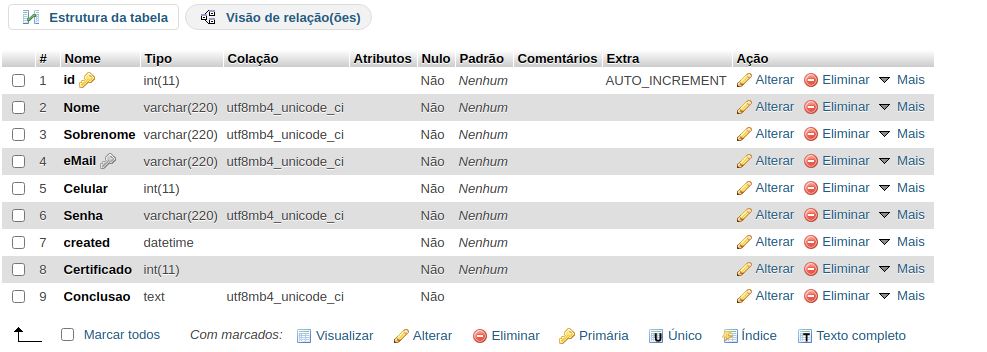 Estrutura da tabela Visão de relação(ões)
# Nome Tipo Colação Atributos Nulo Padrão Comentários Extra Ação
1 id int(11) Não Nenhum AUTO_INCREMENT Alterar Eliminar Mais
2 Nome varchar(220) utf8mb4_unicode_ci Não Nenhum Alterar Eliminar Mais
3 Sobrenome varchar(220) utf8mb4_unicode_ci Não Nenhum Alterar Eliminar Mais
4 eMail varchar(220) utf8mb4_unicode_ci Não Nenhum Alterar Eliminar Mais
5 Celular int(11) Não Nenhum Alterar Eliminar Mais
6 Senha varchar(220) utf8mb4_unicode_ci Não Nenhum Alterar Eliminar Mais
7 created datetime Não Nenhum Alterar Eliminar Mais
8 Certificado int(11) Não Nenhum Alterar Eliminar Mais
9 Conclusao text utf8mb4_unicode_ci Não Alterar Eliminar Mais
Marcar todos Com marcados: Visualizar Alterar Eliminar Primária U Único Índice T Texto completo